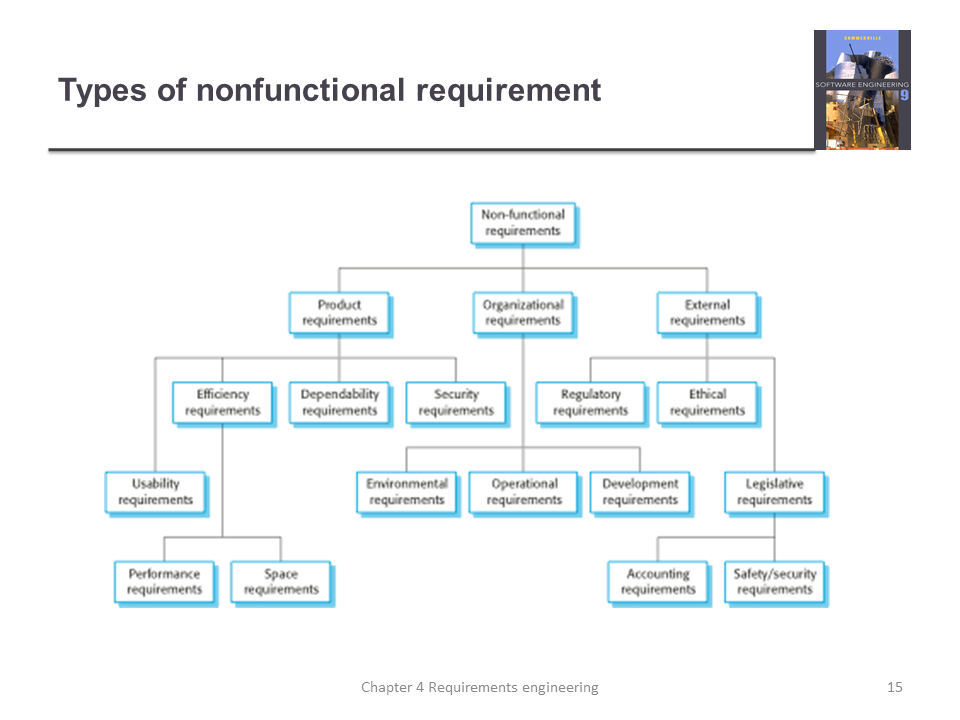 Types of nonfunctional requirement
SOMMERVILLE
SOFTWARE ENGINEERING
9
Non-functional
requirements
Product
requirements
Organizational
requirements
External
requirements
Efficiency
requirements
Dependability
requirements
Security
requirements
Regulatory
requirements
Ethical
requirements
Usability
requirements
Environmental
requirements
Operational
requirements
Development
requirements
Legislative
requirements
Performance
requirements
Space
requirements
Accounting
requirements
Safety/security
requirements
Chapter 4 Requirements engineering
15